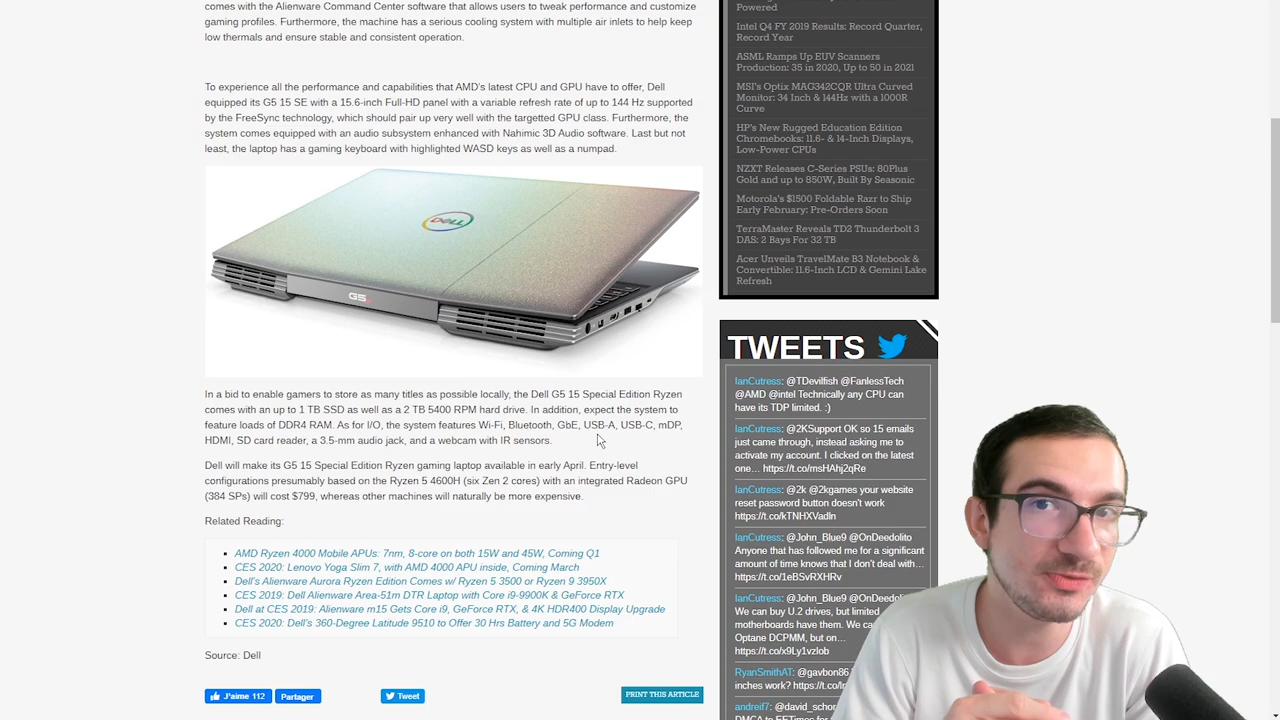 comes with the Alienware Command Center software that allows users to tweak performance and customize
gaming profiles. Furthermore, the machine has a serious cooling system with multiple air inlets to help keep
low thermals and ensure stable and consistent operation.
To experience all the performance and capabilities that AMD's latest CPU and GPU have to offer, Dell
equipped its G5 15 SE with a 15.6-inch Full-HD panel with a variable refresh rate of up to 144 Hz supported
by the FreeSync technology, which should pair up very well with the targetted GPU class. Furthermore, the
system comes equipped with an audio subsystem enhanced with Nahimic 3D Audio software. Last but not
least, the laptop has a gaming keyboard with highlighted WASD keys as well as a numpad.
DELL
G5
In a bid to enable gamers to store as many titles as possible locally, the Dell G5 15 Special Edition Ryzen
comes with an up to 1 TB SSD as well as a 2 TB 5400 RPM hard drive. In addition, expect the system to
feature loads of DDR4 RAM. As for I/O, the system features Wi-Fi, Bluetooth, GbE, USB-A, USB-C, mDP,
HDMI, SD card reader, a 3.5-mm audio jack, and a webcam with IR sensors.
Dell will make its G5 15 Special Edition Ryzen gaming laptop available in early April. Entry-level
configurations presumably based on the Ryzen 5 4600H (six Zen 2 cores) with an integrated Radeon GPU
(384 SPs) will cost $799, whereas other machines will naturally be more expensive.
Related Reading:
AMD Ryzen 4000 Mobile APUs: 7nm, 8-core on both 15W and 45W, Coming Q1
CES 2020: Lenovo Yoga Slim 7, with AMD 4000 APU inside, Coming March
Dell's Alienware Aurora Ryzen Edition Comes w/ Ryzen 5 3500 or Ryzen 9 3950X
CES 2019: Dell Alienware Area-51m DTR Laptop with Core i9-9900K & GeForce RTX
Dell at CES 2019: Alienware m15 Gets Core i9, GeForce RTX, & 4K HDR400 Display Upgrade
CES 2020: Dell's 360-Degree Latitude 9510 to Offer 30 Hrs Battery and 5G Modem
Source: Dell
J'aime 112
Partager
Tweet
PRINT THIS ARTICLE
Powered
Intel Q4 FY 2019 Results: Record Quarter,
Record Year
ASML Ramps Up EUV Scanners
Production: 35 in 2020, Up to 50 in 2021
MSI's Optix MAG342CQR Ultra Curved
Monitor: 34 Inch & 144Hz with a 1000R
Curve
HP's New Rugged Education Edition
Chromebooks: 11.6- & 14-Inch Displays,
Low-Power CPUs
NZXT Releases C-Series PSUs: 80Plus
Gold and up to 850W, Built By Seasonic
Motorola's $1500 Foldable Razr to Ship
Early February: Pre-Orders Soon
TerraMaster Reveals TD2 Thunderbolt 3
DAS: 2 Bays For 32 TB
Acer Unveils TravelMate B3 Notebook &
Convertible: 11.6-Inch LCD & Gemini Lake
Refresh
TWEETS
IanCutress: @TDevilfish @FanlessTech
@AMD @intel Technically any CPU can
have its TDP limited. :)
IanCutress: @2KSupport OK so 15 emails
just came through, instead asking me to
activate my account. I clicked on the latest
one… https://t.co/msHAhj2qRe
IanCutress: @2k @2kgames your website
reset password button doesn't work
https://t.co/kTNHXVadln
IanCutress: @John_Blue9 @OnDeedolito
Anyone that has followed me for a significant
amount of time knows that I don't deal with…
https://t.co/1eBSvRXHRv
IanCutress: @John_Blue9
We can buy U.2 drives, but limited
motherboards have them. We
Optane DCPMM, but on…
https://t.co/x9Ly1vzlob
RyanSmithAT: @gavbon86
inches work?
andreif7:
DMCA to EETimes for